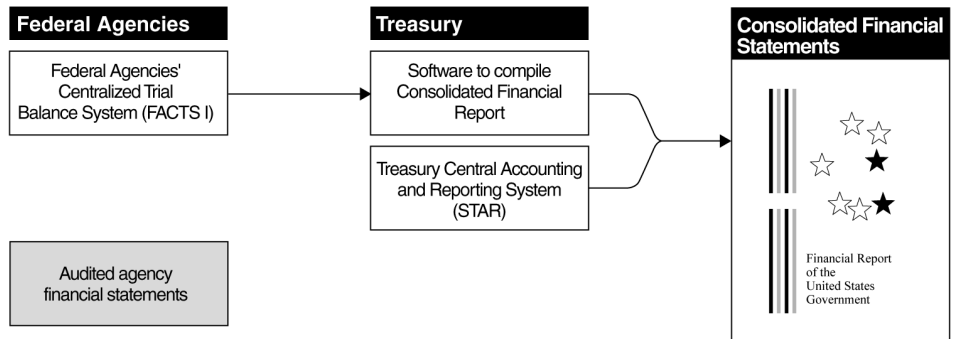 Federal Agencies
Federal Agencies'
Centralized Trial
Balance System (FACTS I)
Audited agency
financial statements
Treasury
Software to compile
Consolidated Financial
Report
Treasury Central Accounting
and Reporting System
(STAR)
Consolidated Financial
Statements
Financial Report
of the
United States
Government